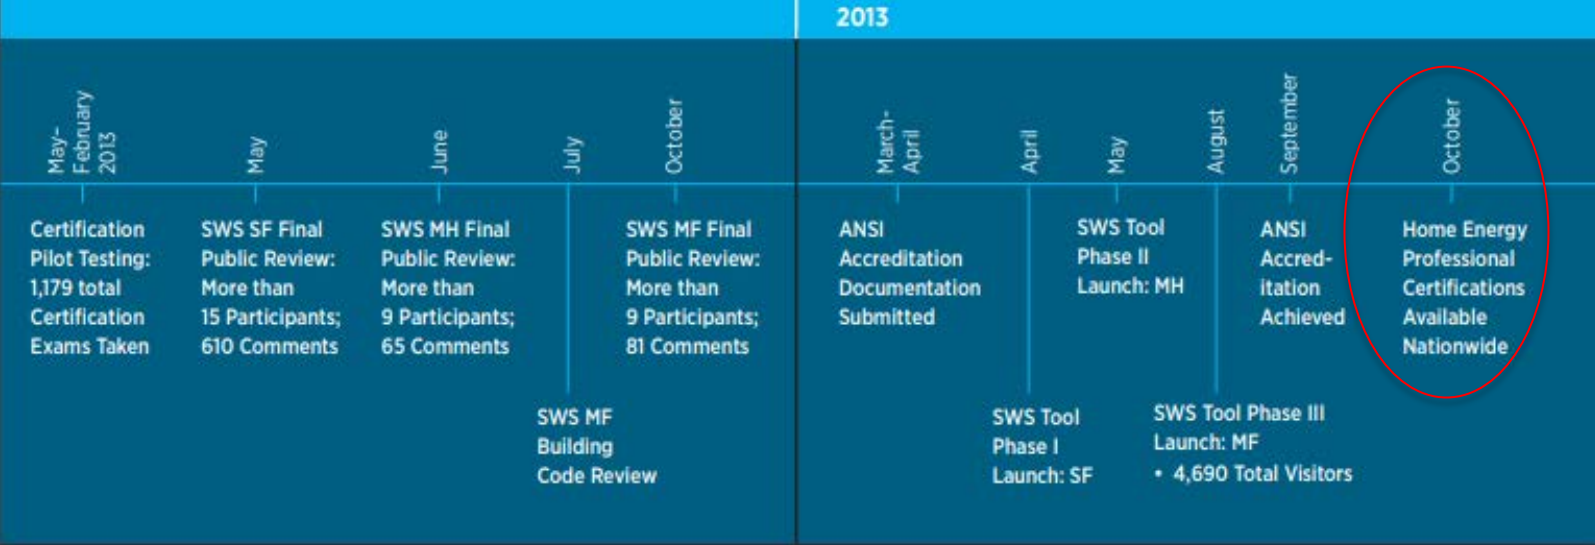 2013
May–
February
2013
Certification
Pilot Testing:
1,179 total
Certification
Exams Taken
May
SWS SF Final
Public Review:
More than
15 Participants;
610 Comments
June
SWS MH Final
Public Review:
More than
9 Participants;
65 Comments
July
SWS MF
Building
Code Review
October
SWS MF Final
Public Review:
More than
9 Participants;
81 Comments
March-
April
ANSI
Accreditation
Documentation
Submitted
April
SWS Tool
Phase I
Launch: SF
May
SWS Tool
Phase II
Launch: MH
August
SWS Tool Phase III
Launch: MF
• 4,690 Total Visitors
September
ANSI
Accred-
itation
Achieved
October
Home Energy
Professional
Certifications
Available
Nationwide